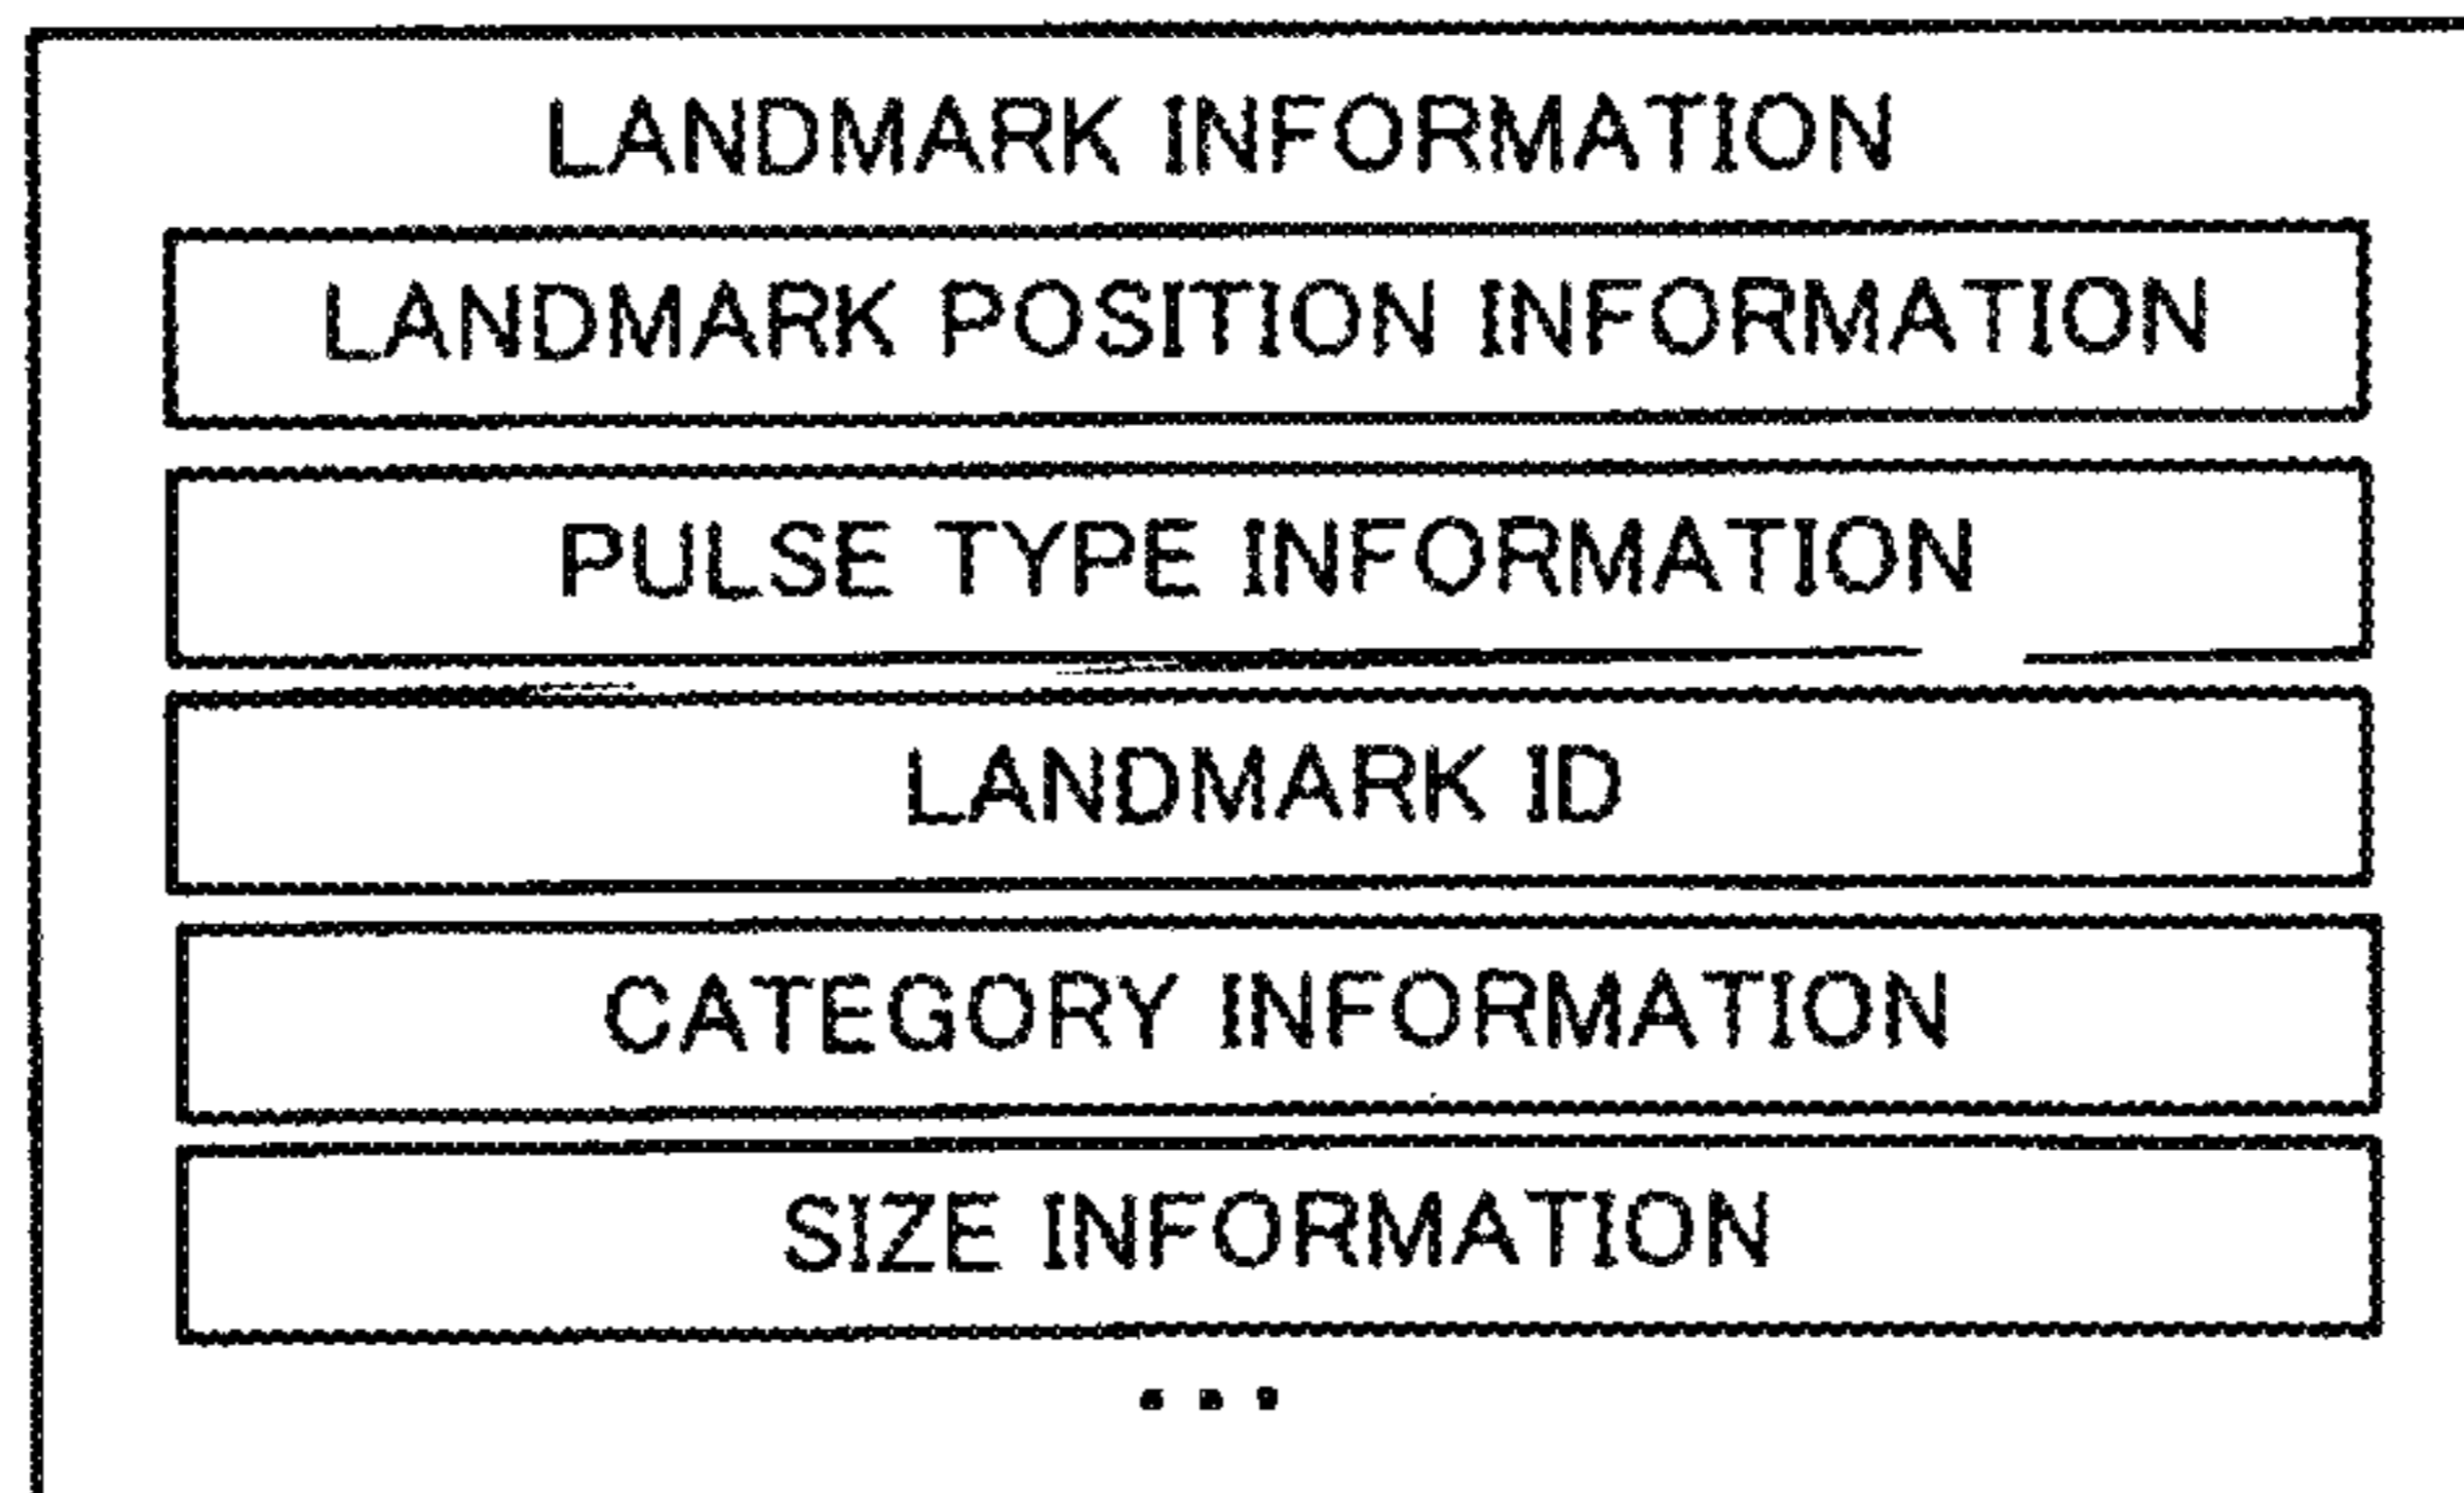 LANDMARK INFORMATION
LANDMARK POSITION INFORMATION
PULSE TYPE INFORMATION
LANDMARK ID
CATEGORY INFORMATION
SIZE INFORMATION
...